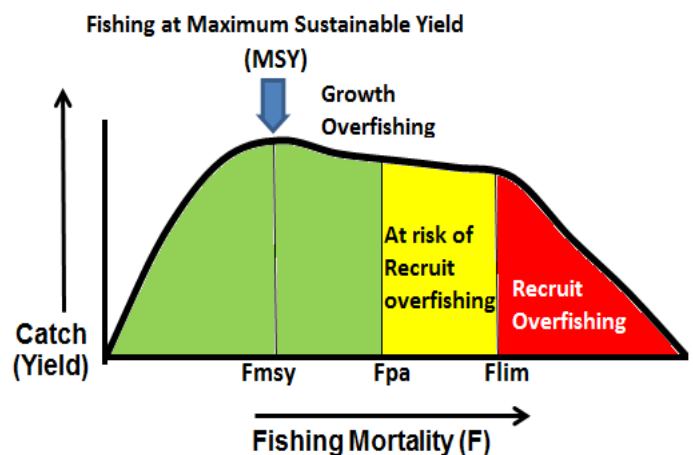 Fishing at Maximum Sustainable Yield
(MSY)
Growth
Overfishing
At risk of
Recruit
overfishing
Recruit
Overfishing
Catch
(Yield)
Fmsy
Fpa
Flim
Fishing Mortality (F)